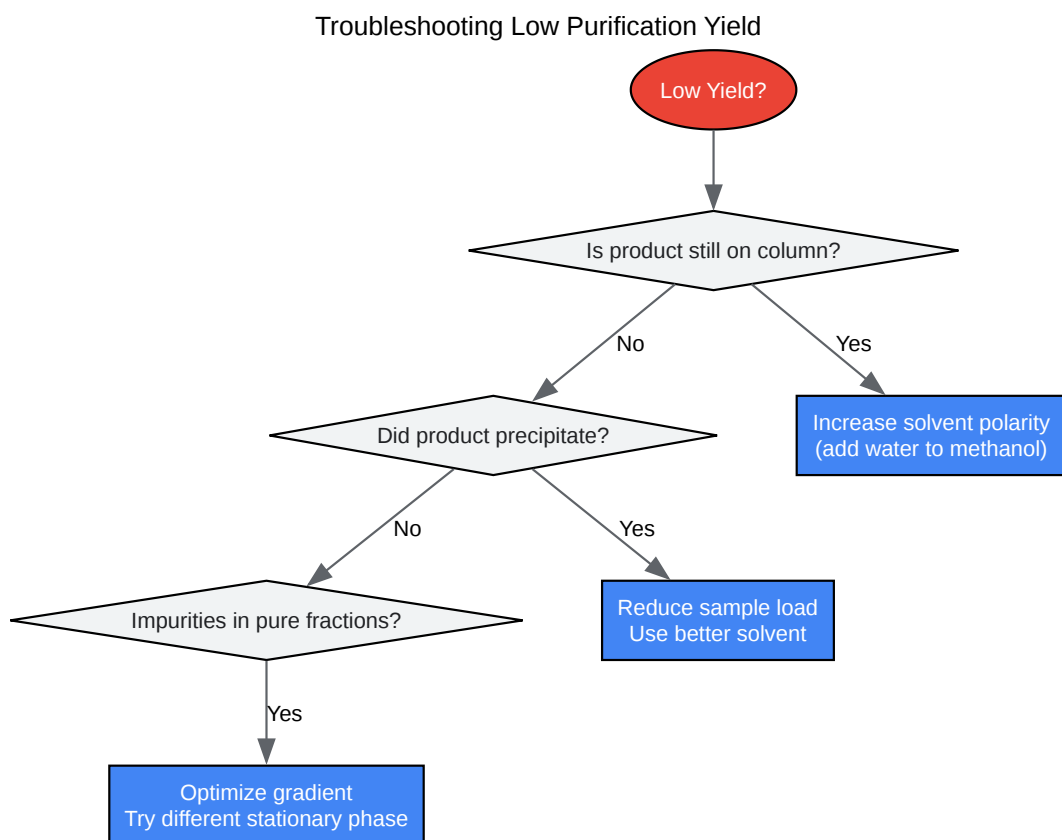 Troubleshooting Low Purification Yield
Low Yield?
Is product still on column?
No
Yes
Did product precipitate?
Increase solvent polarity
(add water to methanol)
No
Yes
Impurities in pure fractions?
Reduce sample load
Use better solvent
Yes
Optimize gradient
Try different stationary phase